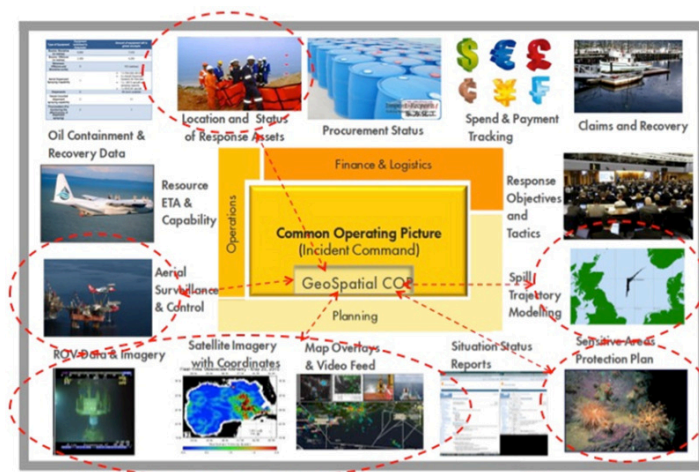 Oil Containment &
Recovery Data
Location and Status
of Response Assets
Procurement Status
Spend & Payment
Tracking
Claims and Recovery
Resource
ETA &
Capability
Operations
Finance & Logistics
Response
Objectives
and
Tactics
Common Operating Picture
(Incident Command)
Aerial
Surveillance
& Control
GeoSpatial COP
Spill
Trajectory
Modelling
Planning
ROV Data & Imagery
Satellite Imagery
with Coordinates
Map Overlays
& Video Feed
Situation Status
Reports
Sensitive Areas
Protection Plan